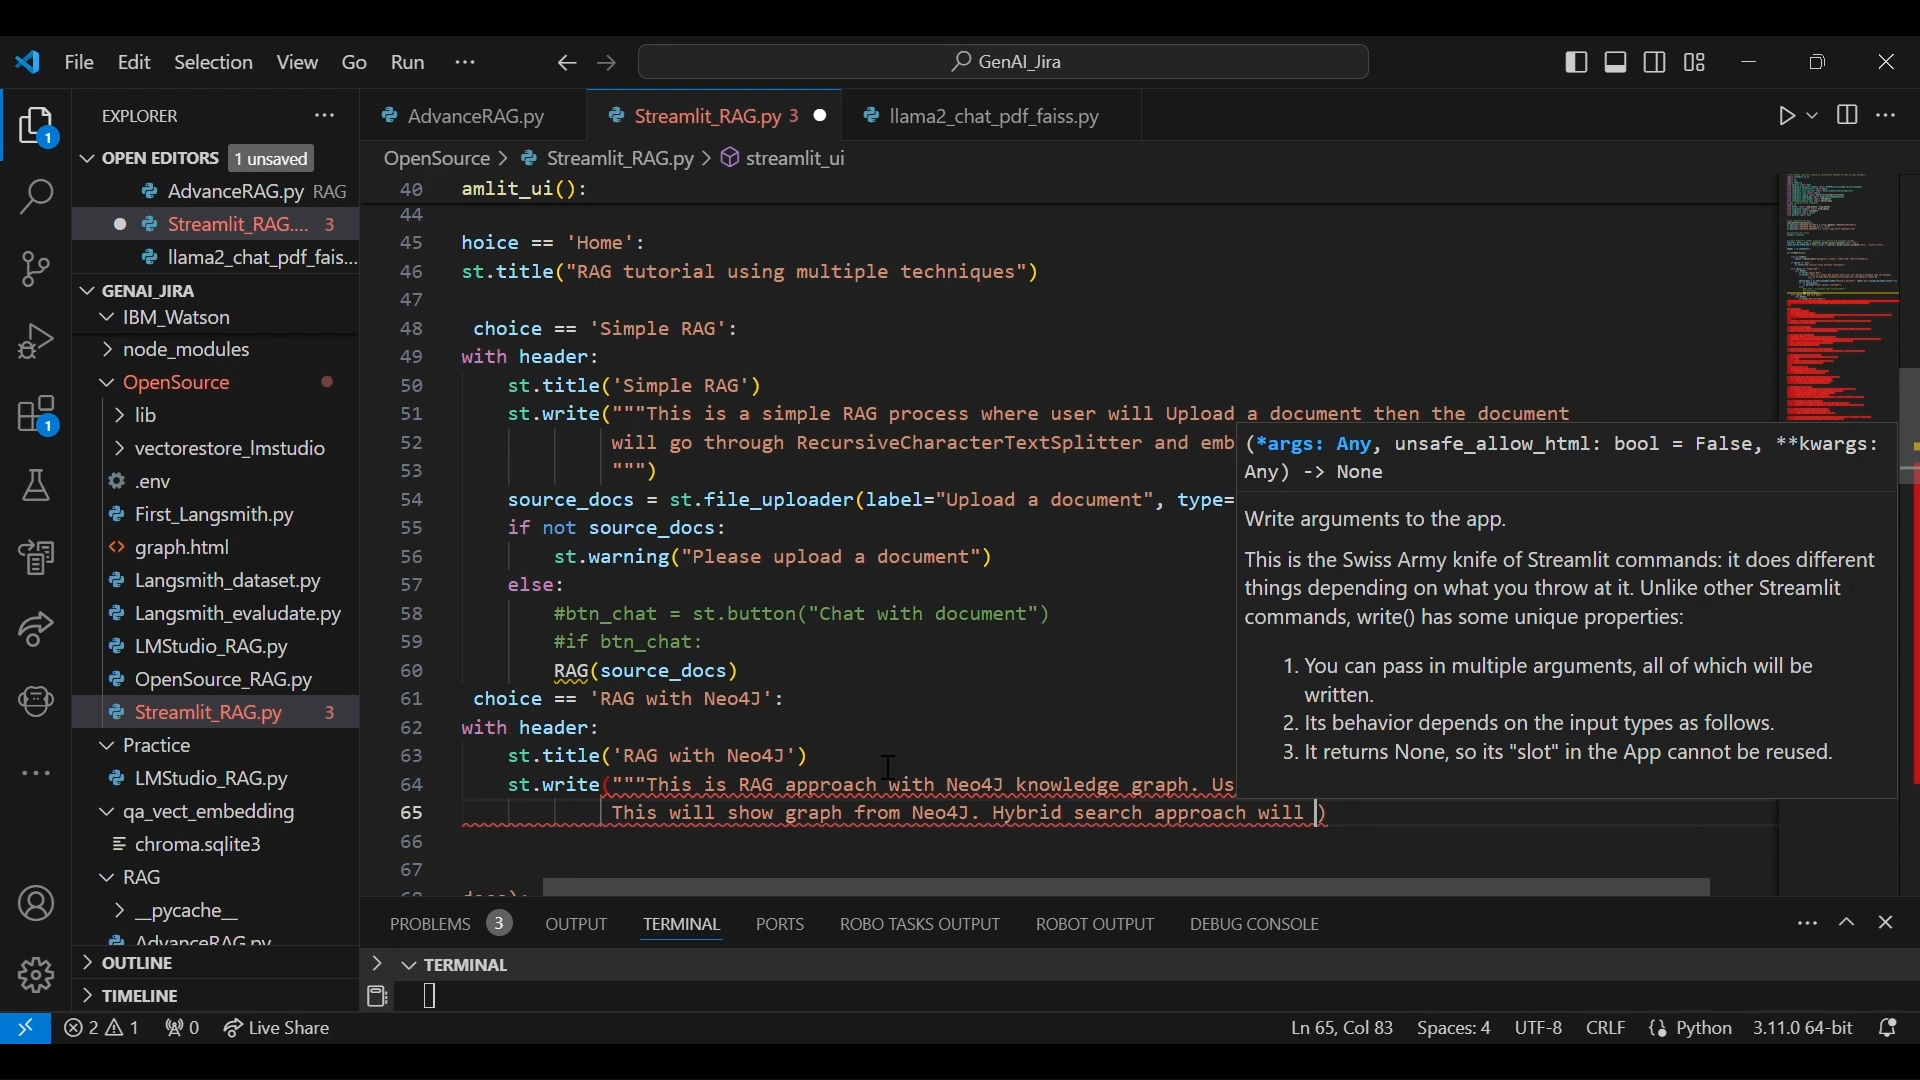 File Edit Selection View Go Run ··· GenAI_Jira
EXPLORER
OPEN EDITORS 1 unsaved
AdvanceRAG.py RAG
Streamlit_RAG.... 3
llama2_chat_pdf_fais...
GENAI_JIRA
IBM_Watson
node_modules
OpenSource
lib
vectorestore_lmstudio
.env
First_Langsmith.py
graph.html
Langsmith_dataset.py
Langsmith_evaludate.py
LMStudio_RAG.py
OpenSource_RAG.py
Streamlit_RAG.py 3
Practice
LMStudio_RAG.py
qa_vect_embedding
chroma.sqlite3
RAG
__pycache__
AdvanceRAG.py
OUTLINE
TIMELINE
1
1
AdvanceRAG.py Streamlit_RAG.py 3 llama2_chat_pdf_faiss.py
OpenSource > Streamlit_RAG.py > streamlit_ui
40 amlit_ui():
44
45 hoice == 'Home':
46 st.title("RAG tutorial using multiple techniques")
47
48 choice == 'Simple RAG':
49 with header:
50 st.title('Simple RAG')
51 st.write("""This is a simple RAG process where user will Upload a document then the document
52 will go through RecursiveCharacterTextSplitter and emb
53 """)
54 source_docs = st.file_uploader(label="Upload a document", type=
55 if not source_docs:
56 st.warning("Please upload a document")
57 else:
58 #btn_chat = st.button("Chat with document")
59 #if btn_chat:
60 RAG(source_docs)
61 choice == 'RAG with Neo4J':
62 with header:
63 st.title('RAG with Neo4J')
64 st.write("""This is RAG approach with Neo4J knowledge graph. Us
65 This will show graph from Neo4J. Hybrid search approach will )
66
67
(*args: Any, unsafe_allow_html: bool = False, **kwargs:
Any) -> None
Write arguments to the app.
This is the Swiss Army knife of Streamlit commands: it does different
things depending on what you throw at it. Unlike other Streamlit
commands, write() has some unique properties:
1. You can pass in multiple arguments, all of which will be
written.
2. Its behavior depends on the input types as follows.
3. It returns None, so its "slot" in the App cannot be reused.
PROBLEMS 3 OUTPUT TERMINAL PORTS ROBO TASKS OUTPUT ROBOT OUTPUT DEBUG CONSOLE
TERMINAL
2 1 0 Live Share Ln 65, Col 83 Spaces: 4 UTF-8 CRLF Python 3.11.0 64-bit